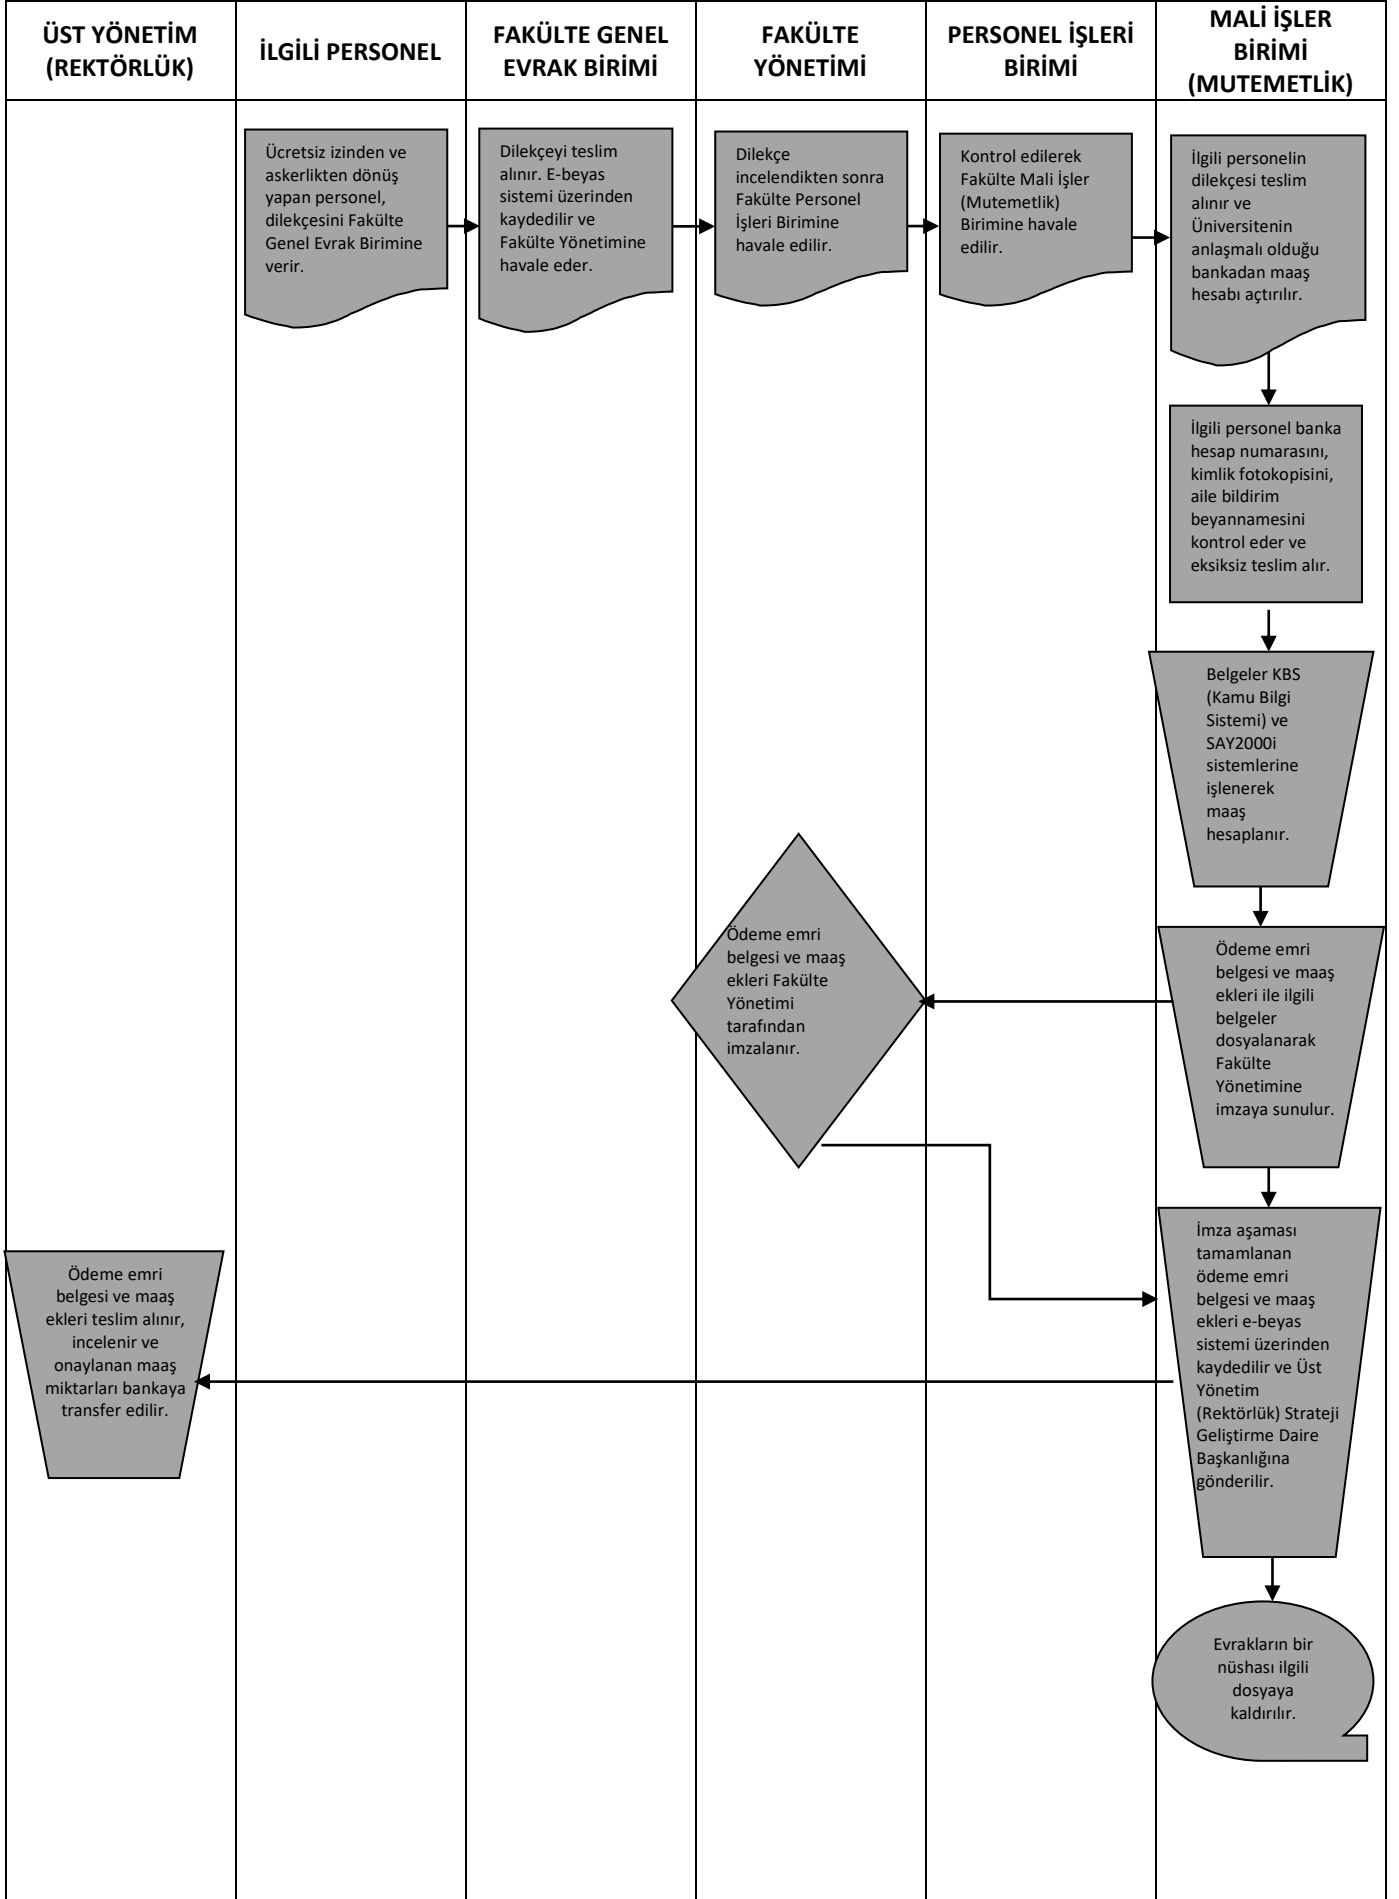 ÜST YÖNETİM
(REKTÖRLÜK)
İLGİLİ PERSONEL
FAKÜLTE GENEL
EVRAK BİRİMİ
FAKÜLTE
YÖNETİMİ
PERSONEL İŞLERİ
BİRİMİ
MALİ İŞLER
BİRİMİ
(MUTEMETLİK)
Ücretsiz izinden ve
askerlikten dönüş
yapan personel,
dilekçesini Fakülte
Genel Evrak Birimine
verir.
Dilekçeyi teslim
alınır. E-beyas
sistemi üzerinden
kaydedilir ve
Fakülte Yönetimine
havale eder.
Dilekçe
incelendikten sonra
Fakülte Personel
İşleri Birimine
havale edilir.
Kontrol edilerek
Fakülte Mali İşler
(Mutemetlik)
Birimine havale
edilir.
İlgili personelin
dilekçesi teslim
alınır ve
Üniversitenin
anlaşmalı olduğu
bankadan maaş
hesabı açtırılır.
İlgili personel banka
hesap numarasını,
kimlik fotokopisini,
aile bildirim
beyannamesini
kontrol eder ve
eksiksiz teslim alır.
Belgeler KBS
(Kamu Bilgi
Sistemi) ve
SAY2000i
sistemlerine
işlenerek
maaş
hesaplanır.
Ödeme emri
belgesi ve maaş
ekleri Fakülte
Yönetimi
tarafından
imzalanır.
Ödeme emri
belgesi ve maaş
ekleri ile ilgili
belgeler
dosyalanarak
Fakülte
Yönetimine
imzaya sunulur.
İmza aşaması
tamamlanan
ödeme emri
belgesi ve maaş
ekleri e-beyas
sistemi üzerinden
kaydedilir ve Üst
Yönetim
(Rektörlük) Strateji
Geliştirme Daire
Başkanlığına
gönderilir.
Ödeme emri
belgesi ve maaş
ekleri teslim alınır,
incelenir ve
onaylanan maaş
miktarları bankaya
transfer edilir.
Evrakların bir
nüshası ilgili
dosyaya
kaldırılır.